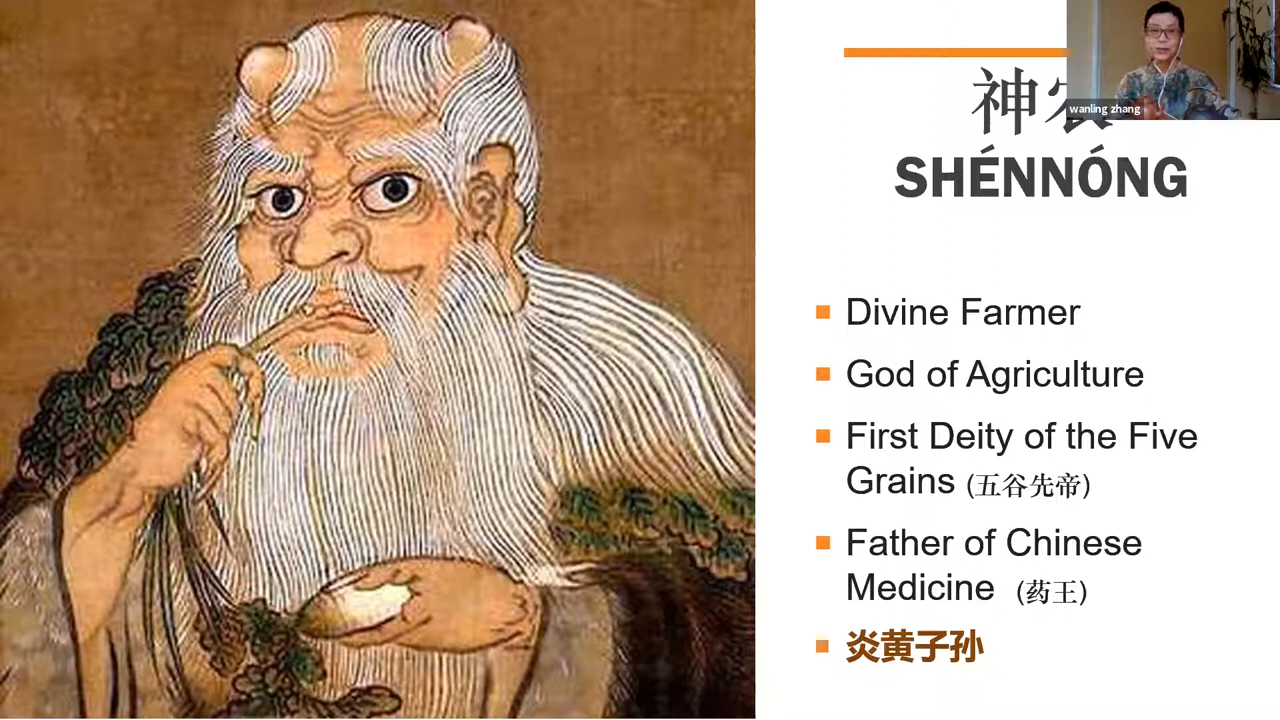 wanling zhang
神农
SHÉNNÓNG
Divine Farmer
God of Agriculture
First Deity of the Five
Grains (五谷先帝)
Father of Chinese
Medicine (药王)
炎黄子孙